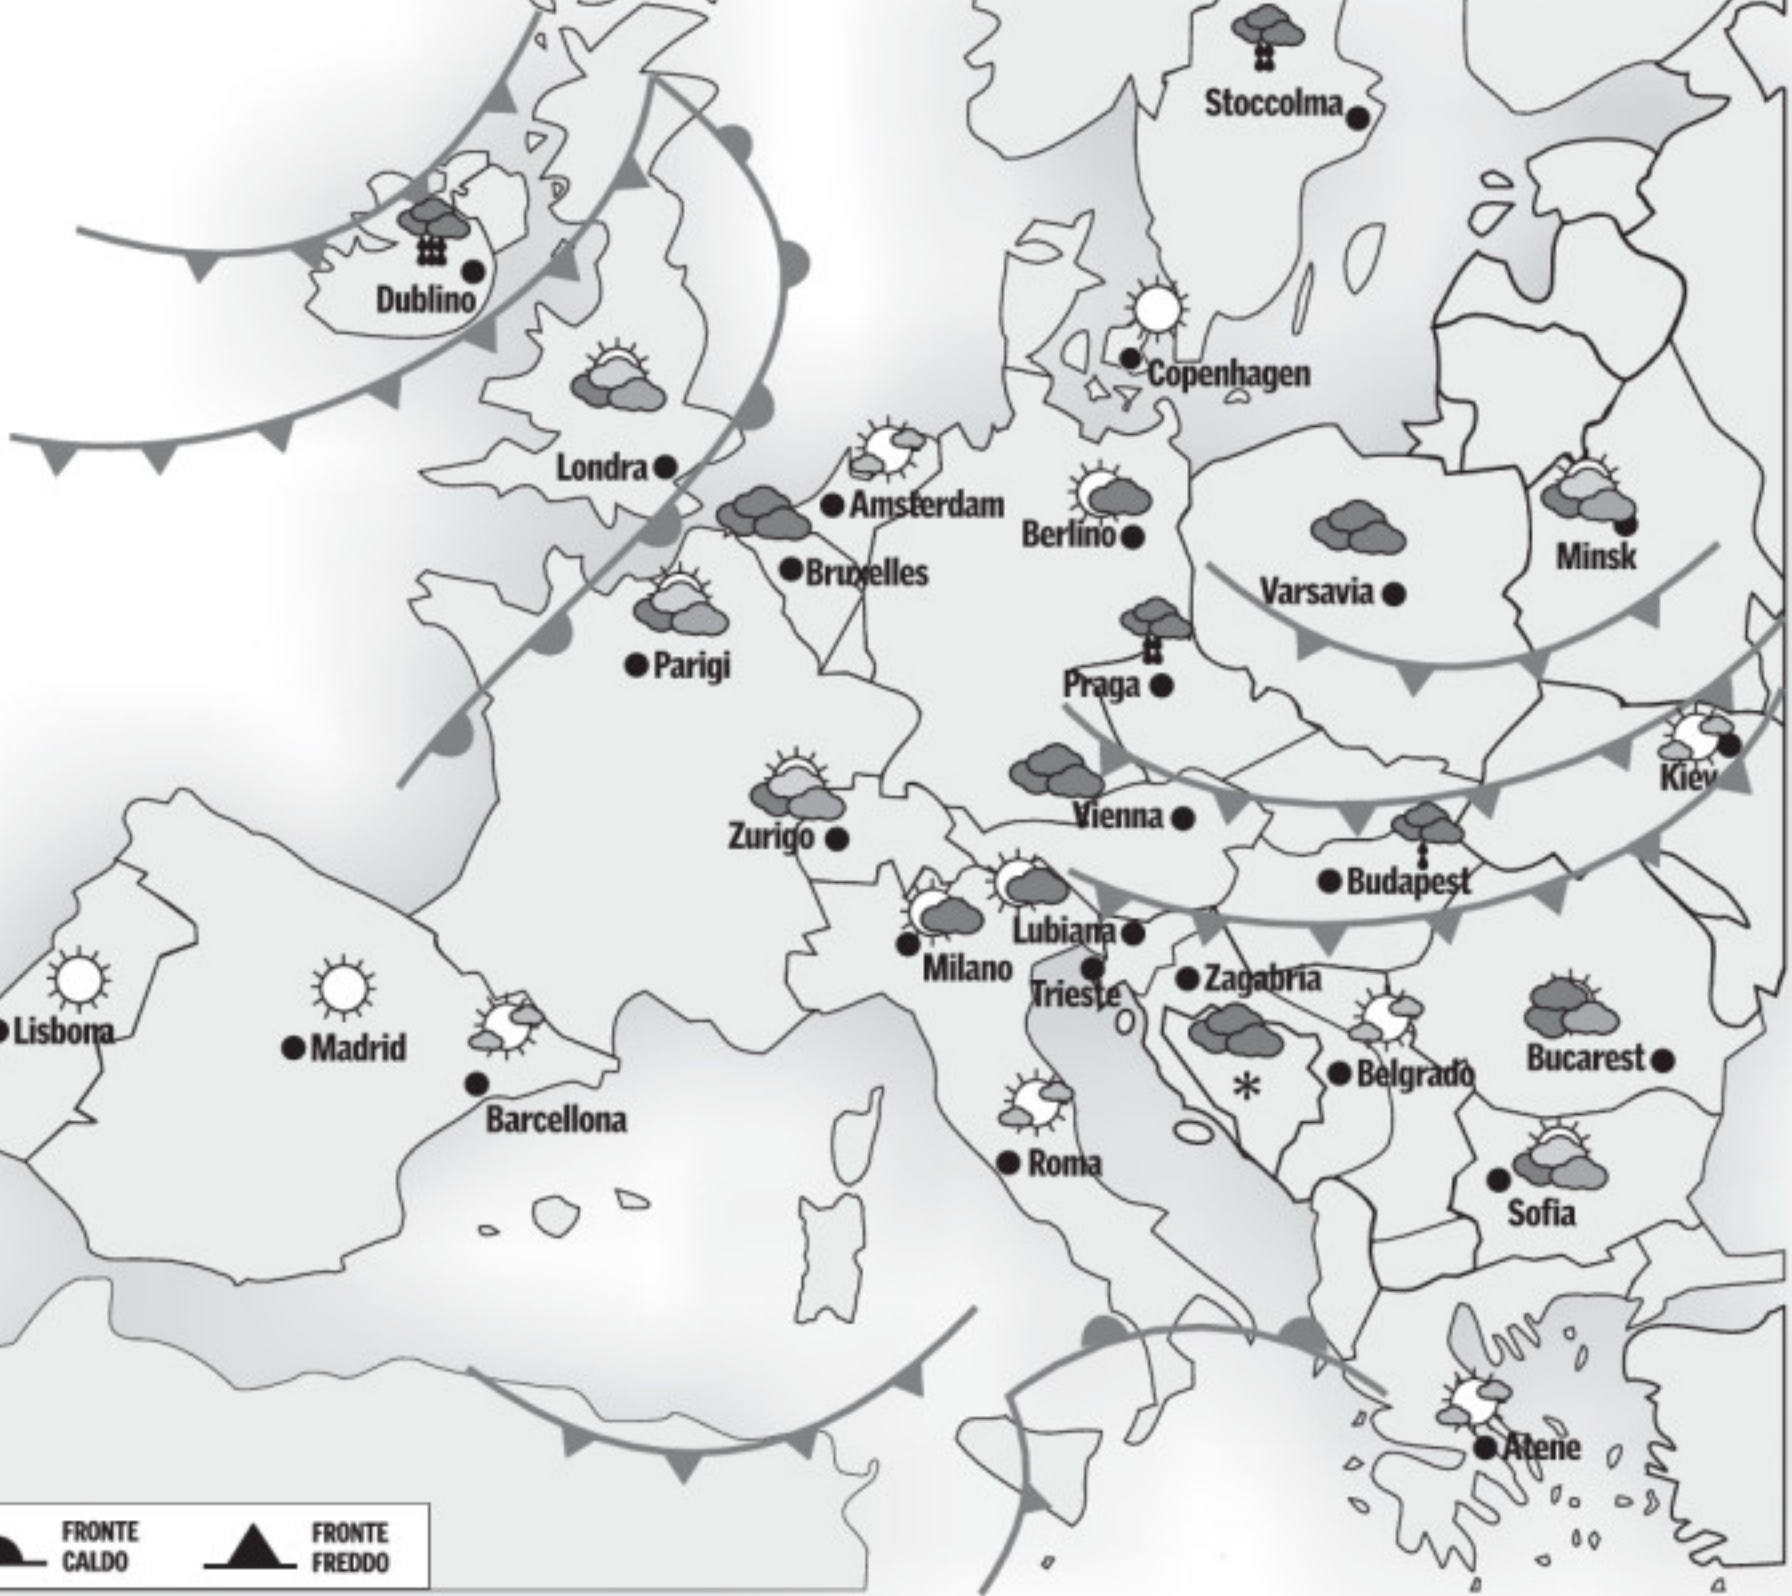 Stoccolma
Dublino
Copenhagen
Londra
Amsterdam
Berlino
Bruxelles
Minsk
Varsavia
Parigi
Praga
Kiev
Vienna
Zurigo
Budapest
Lubiana
Milano
Trieste
Zagabria
Lisbona
Madrid
Barcellona
*
Belgrado
Bucarest
Roma
Sofia
Atene
FRONTE
CALDO
FRONTE
FREDDO